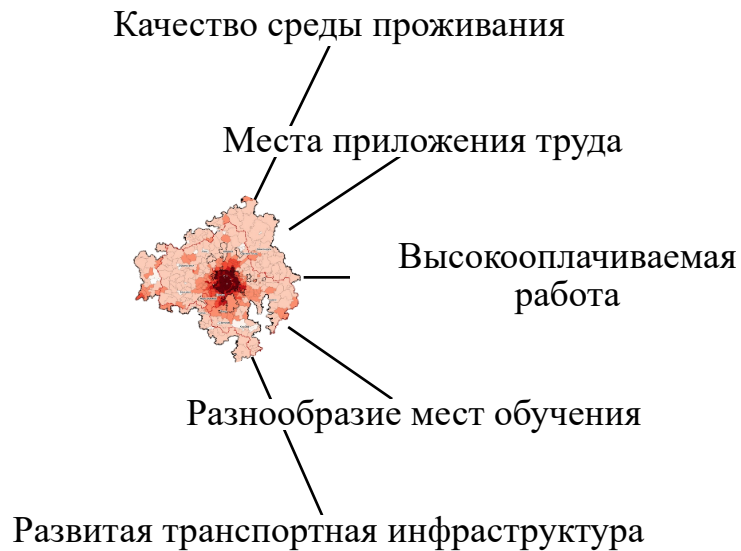 Качество среды проживания
Места приложения труда
Высокооплачиваемая
работа
Разнообразие мест обучения
Развитая транспортная инфраструктура